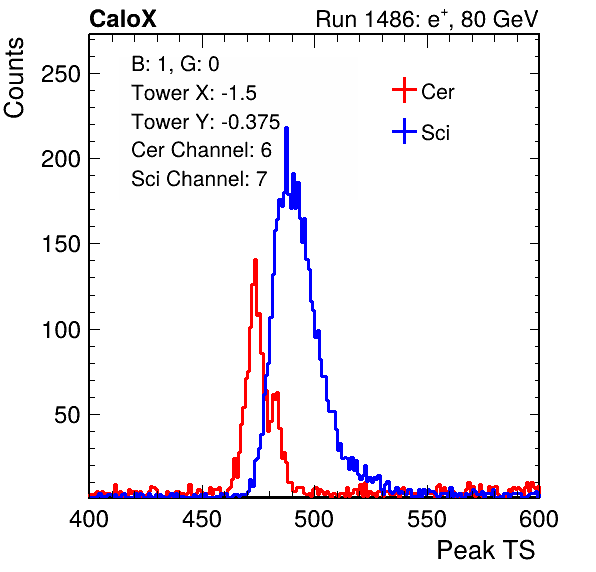 CaloX Run 1486: e⁺, 80 GeV
B: 1, G: 0
Tower X: -1.5
Tower Y: -0.375
Cer Channel: 6
Sci Channel: 7
Cer
Sci
Counts
250
200
150
100
50
400 450 500 550 600
Peak TS